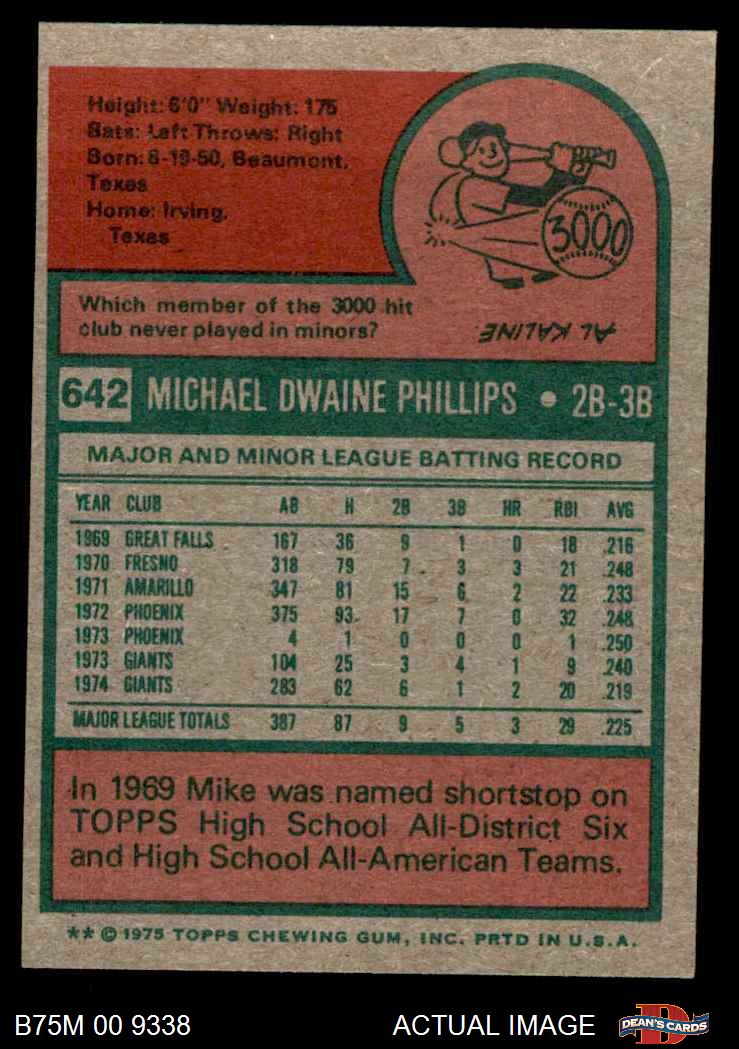 Height: 6'0" Weight: 175
Bats: Left Throws: Right
Born: 8-19-50, Beaumont,
Texas
Home: Irving,
Texas
3000
Which member of the 3000 hit
club never played in minors?
AL KALINE.
642 MICHAEL DWAINE PHILLIPS • 2B-3B
MAJOR AND MINOR LEAGUE BATTING RECORD
YEAR CLUB AB H 2B 3B HR RBI AVG
1969 GREAT FALLS 167 36 9 1 0 18 .216
1970 FRESNO 318 79 7 3 3 21 .248
1971 AMARILLO 347 81 15 6 2 22 .233
1972 PHOENIX 375 93 17 7 0 32 .248
1973 PHOENIX 4 1 0 0 0 1 .250
1973 GIANTS 104 25 3 4 1 9 .240
1974 GIANTS 283 62 6 1 2 20 .219
MAJOR LEAGUE TOTALS 387 87 9 5 3 29 .225
In 1969 Mike was named shortstop on
TOPPS High School All-District Six
and High School All-American Teams.
** © 1975 TOPPS CHEWING GUM, INC. PRTD IN U.S.A.
B75M 00 9338 ACTUAL IMAGE D DEAN'S CARDS